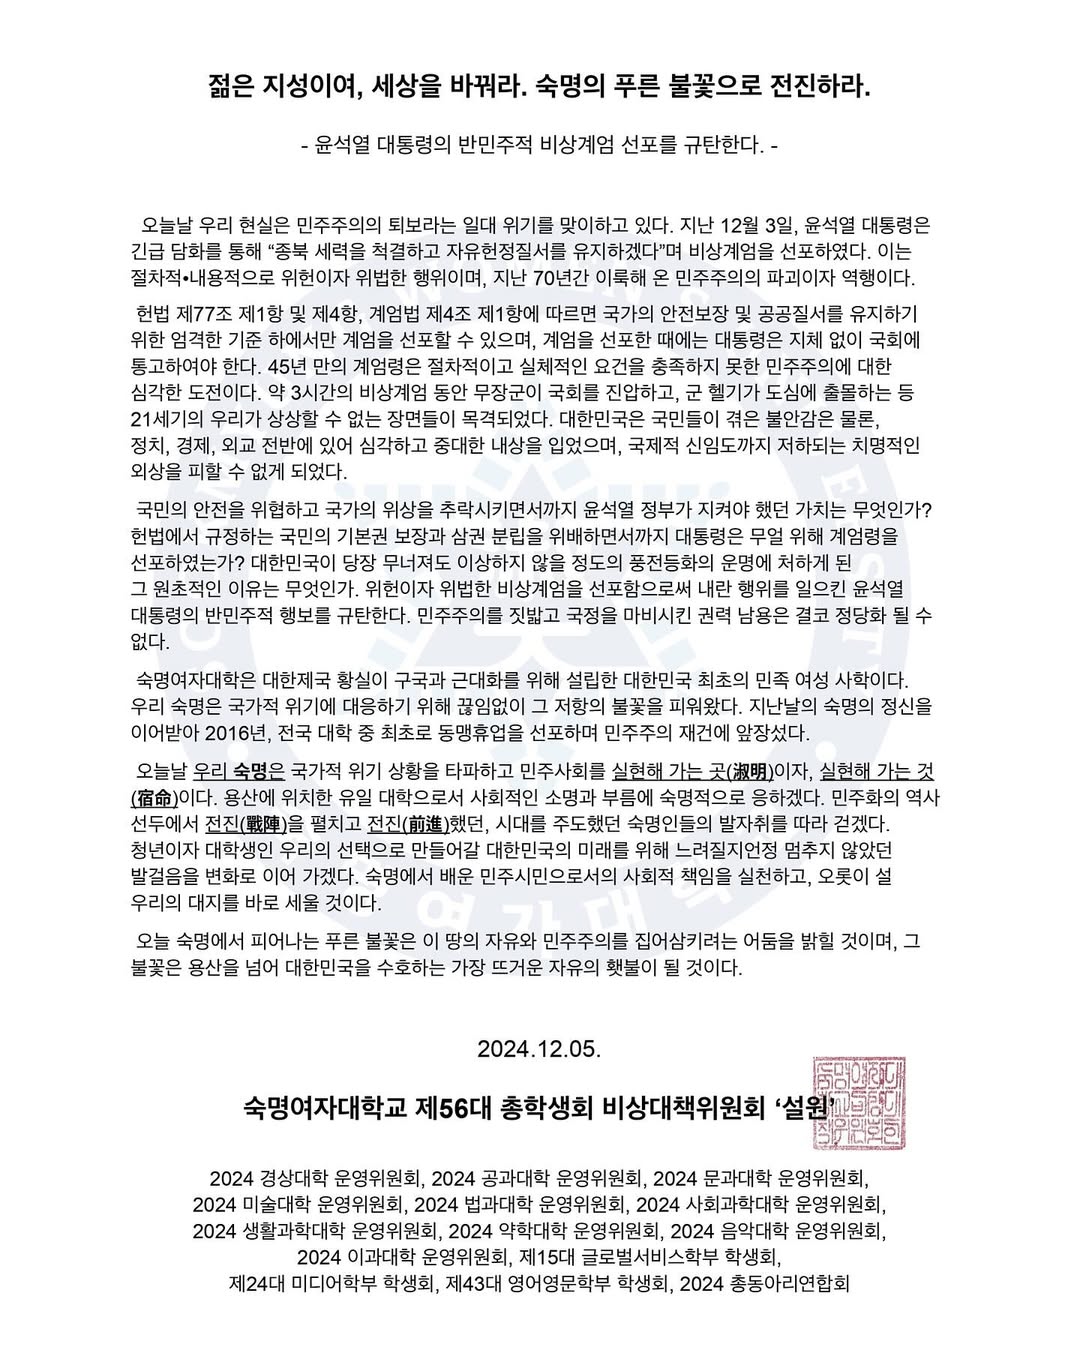 젊은 지성이여, 세상을 바꿔라. 숙명의 푸른 불꽃으로 전진하라.
- 윤석열 대통령의 반민주적 비상계엄 선포를 규탄한다. -
오늘날 우리 현실은 민주주의의 퇴보라는 일대 위기를 맞이하고 있다. 지난 12월 3일, 윤석열 대통령은
긴급 담화를 통해 “종북 세력을 척결하고 자유헌정질서를 유지하겠다”며 비상계엄을 선포하였다. 이는
절차적•내용적으로 위헌이자 위법한 행위이며, 지난 70년간 이룩해 온 민주주의의 파괴이자 역행이다.
헌법 제77조 제1항 및 제4항, 계엄법 제4조 제1항에 따르면 국가의 안전보장 및 공공질서를 유지하기
위한 엄격한 기준 하에서만 계엄을 선포할 수 있으며, 계엄을 선포한 때에는 대통령은 지체 없이 국회에
통고하여야 한다. 45년 만의 계엄령은 절차적이고 실체적인 요건을 충족하지 못한 민주주의에 대한
심각한 도전이다. 약 3시간의 비상계엄 동안 무장군이 국회를 진압하고, 군 헬기가 도심에 출몰하는 등
21세기의 우리가 상상할 수 없는 장면들이 목격되었다. 대한민국은 국민들이 겪은 불안감은 물론,
정치, 경제, 외교 전반에 있어 심각하고 중대한 내상을 입었으며, 국제적 신임도까지 저하되는 치명적인
외상을 피할 수 없게 되었다.
국민의 안전을 위협하고 국가의 위상을 추락시키면서까지 윤석열 정부가 지켜야 했던 가치는 무엇인가?
헌법에서 규정하는 국민의 기본권 보장과 삼권 분립을 위배하면서까지 대통령은 무얼 위해 계엄령을
선포하였는가? 대한민국이 당장 무너져도 이상하지 않을 정도의 풍전등화의 운명에 처하게 된
그 원초적인 이유는 무엇인가. 위헌이자 위법한 비상계엄을 선포함으로써 내란 행위를 일으킨 윤석열
대통령의 반민주적 행보를 규탄한다. 민주주의를 짓밟고 국정을 마비시킨 권력 남용은 결코 정당화 될 수
없다.
숙명여자대학은 대한제국 황실이 구국과 근대화를 위해 설립한 대한민국 최초의 민족 여성 사학이다.
우리 숙명은 국가적 위기에 대응하기 위해 끊임없이 그 저항의 불꽃을 피워왔다. 지난날의 숙명의 정신을
이어받아 2016년, 전국 대학 중 최초로 동맹휴업을 선포하며 민주주의 재건에 앞장섰다.
오늘날 우리 숙명은 국가적 위기 상황을 타파하고 민주사회를 실현해 가는 곳(淑明)이자, 실현해 가는 것
(宿命)이다. 용산에 위치한 유일 대학으로서 사회적인 소명과 부름에 숙명적으로 응하겠다. 민주화의 역사
선두에서 전진(戰陣)을 펼치고 전진(前進)했던, 시대를 주도했던 숙명인들의 발자취를 따라 걷겠다.
청년이자 대학생인 우리의 선택으로 만들어갈 대한민국의 미래를 위해 느려질지언정 멈추지 않았던
발걸음을 변화로 이어 가겠다. 숙명에서 배운 민주시민으로서의 사회적 책임을 실천하고, 오롯이 설
우리의 대지를 바로 세울 것이다.
오늘 숙명에서 피어나는 푸른 불꽃은 이 땅의 자유와 민주주의를 집어삼키려는 어둠을 밝힐 것이며, 그
불꽃은 용산을 넘어 대한민국을 수호하는 가장 뜨거운 자유의 횃불이 될 것이다.
2024.12.05.
숙명여자대학교 제56대 총학생회 비상대책위원회 ‘설원’
2024 경상대학 운영위원회, 2024 공과대학 운영위원회, 2024 문과대학 운영위원회,
2024 미술대학 운영위원회, 2024 법과대학 운영위원회, 2024 사회과학대학 운영위원회,
2024 생활과학대학 운영위원회, 2024 약학대학 운영위원회, 2024 음악대학 운영위원회,
2024 이과대학 운영위원회, 제15대 글로벌서비스학부 학생회,
제24대 미디어학부 학생회, 제43대 영어영문학부 학생회, 2024 총동아리연합회